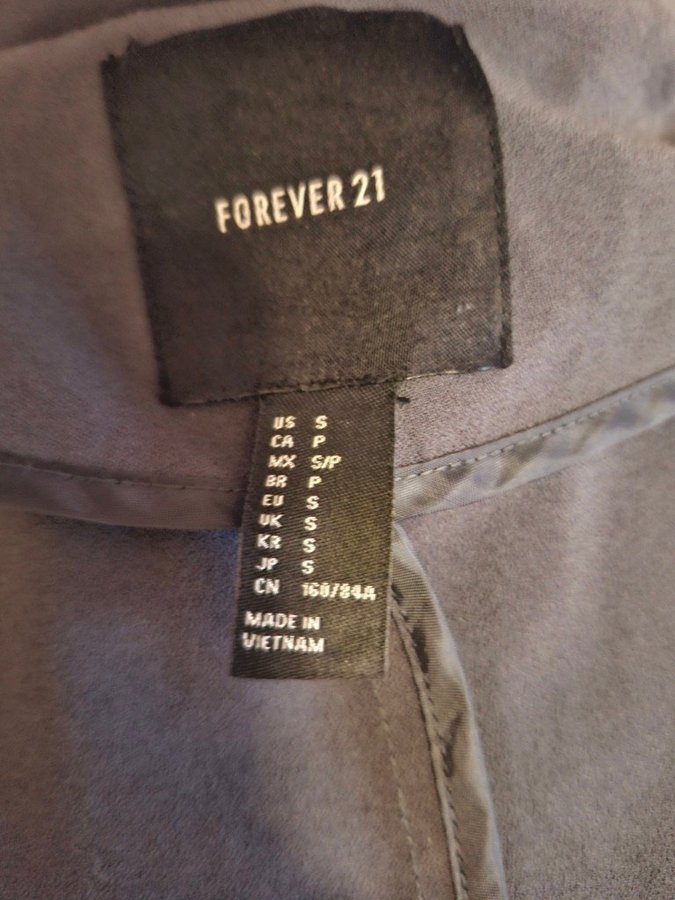 FOREVER 21
US S
CA P
MX S/P
BR P
EU S
UK S
KR S
JP S
CN 160/84A
MADE IN
VIETNAM